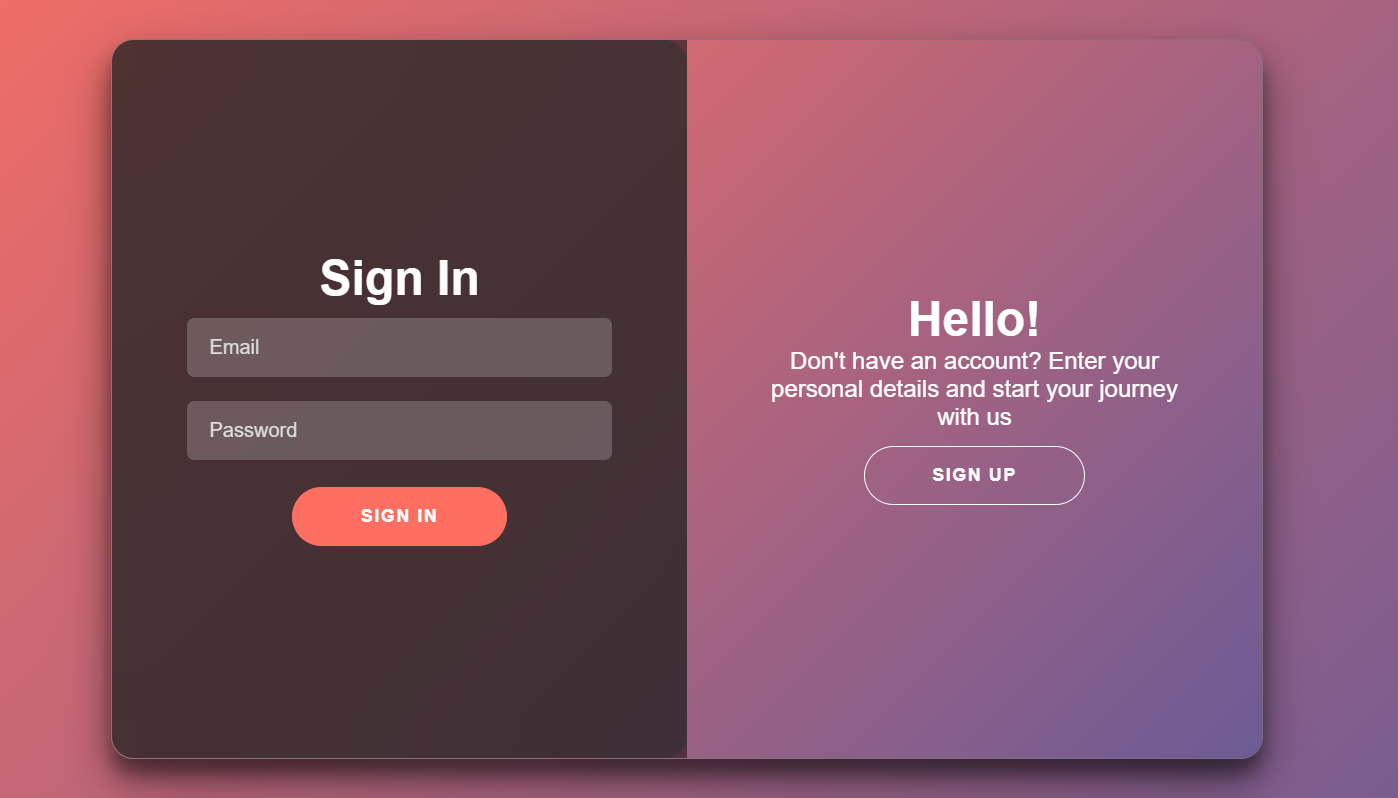 Sign In
Email
Password
SIGN IN
Hello!
Don't have an account? Enter your
personal details and start your journey
with us
SIGN UP